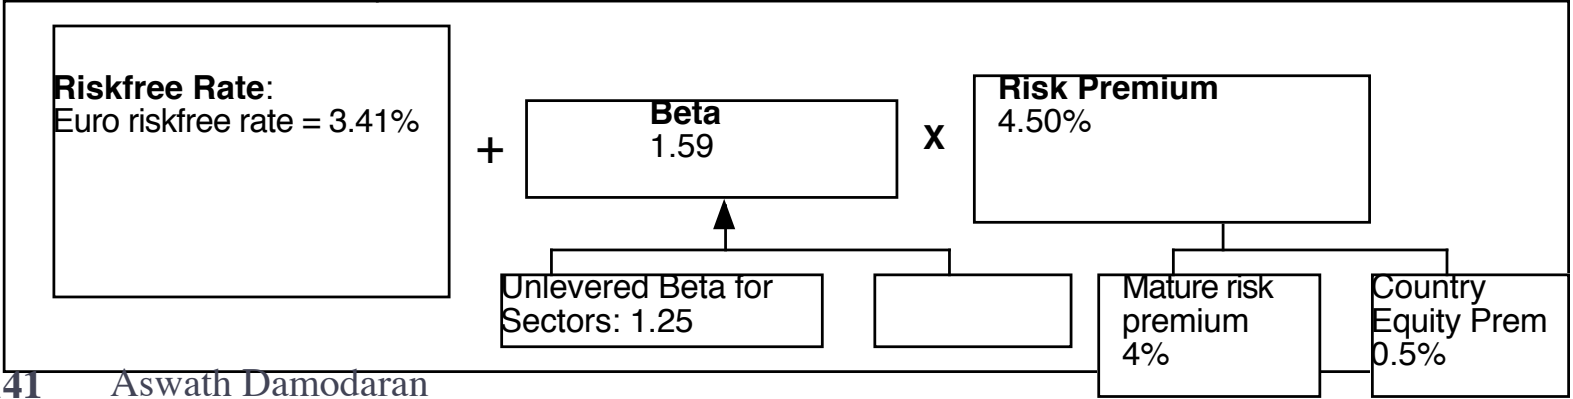 Riskfree Rate:
Euro riskfree rate = 3.41%
+
Beta
1.59
X
Risk Premium
4.50%
Unlevered Beta for
Sectors: 1.25
Mature risk
premium
4%
Country
Equity Prem
0.5%
41 Aswath Damodaran